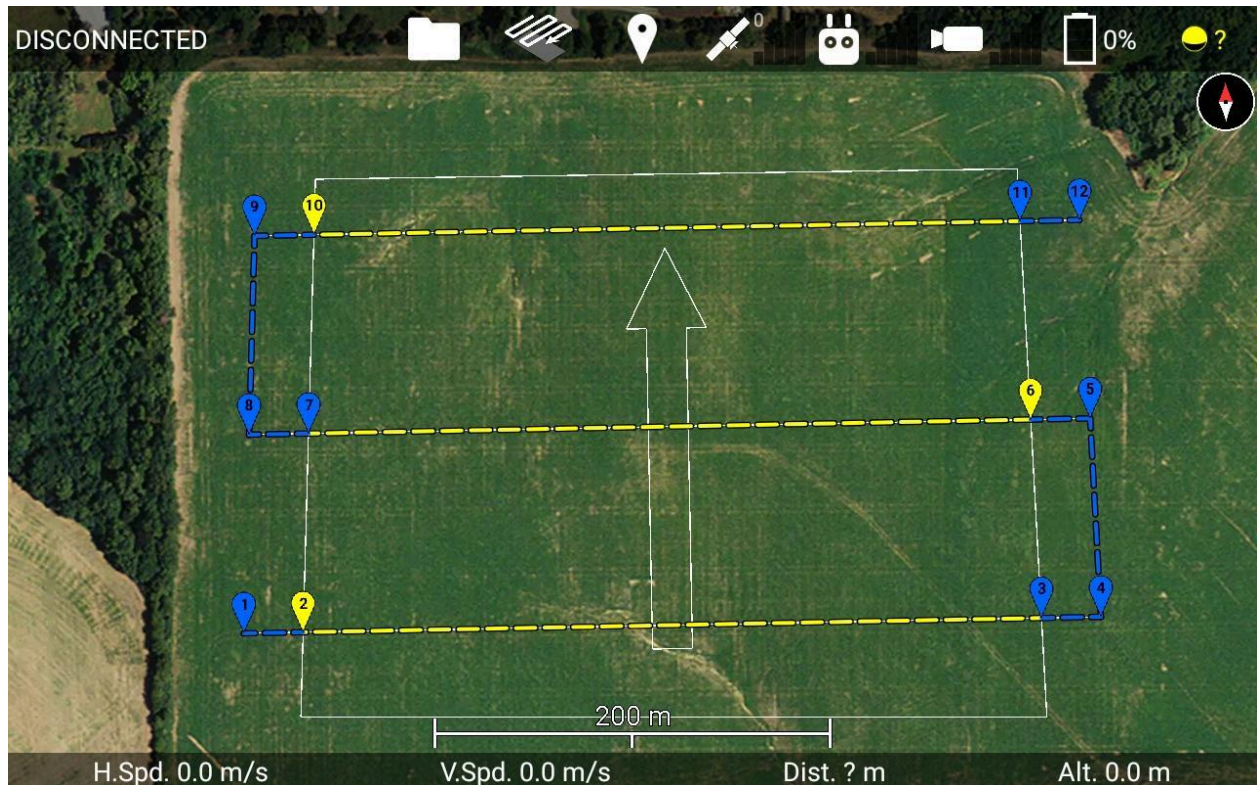 DISCONNECTED 0 0% ?
9 10 11 12
8 7 6 5
1 2 3 4
200 m
H.Spd. 0.0 m/s V.Spd. 0.0 m/s Dist. ? m Alt. 0.0 m